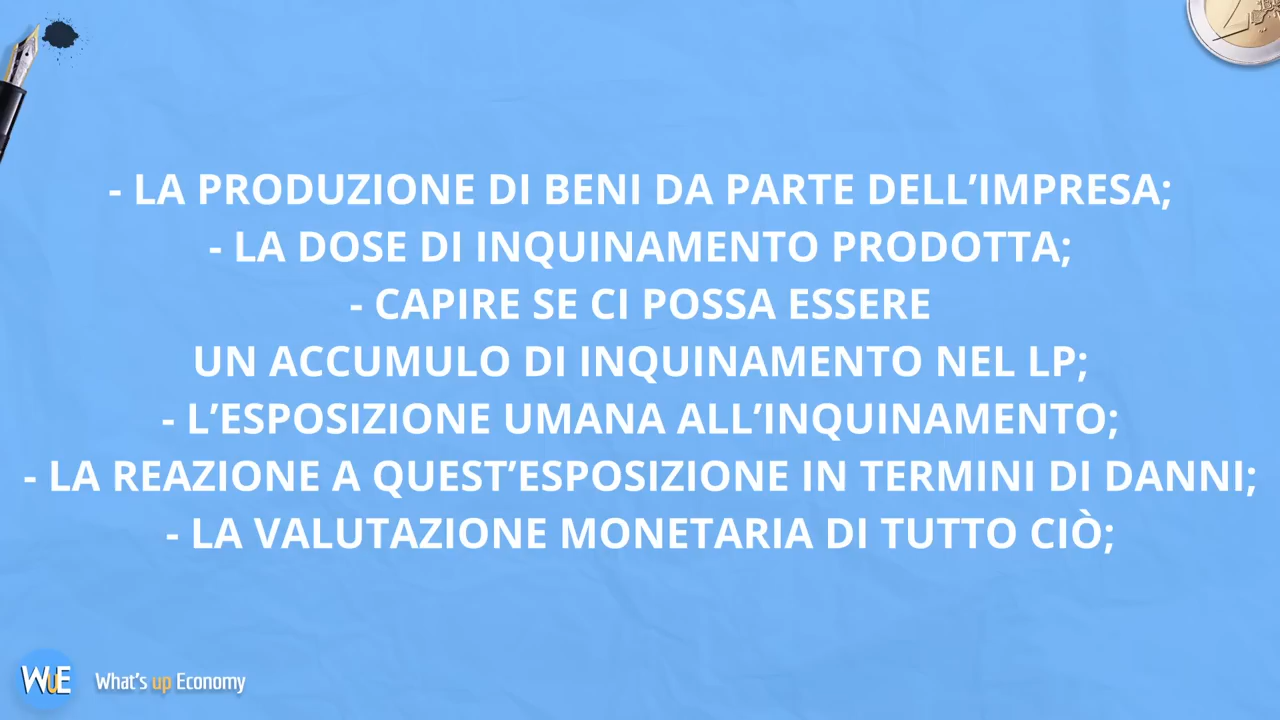 - LA PRODUZIONE DI BENI DA PARTE DELL’IMPRESA;
- LA DOSE DI INQUINAMENTO PRODOTTA;
- CAPIRE SE CI POSSA ESSERE
UN ACCUMULO DI INQUINAMENTO NEL LP;
- L’ESPOSIZIONE UMANA ALL’INQUINAMENTO;
- LA REAZIONE A QUEST’ESPOSIZIONE IN TERMINI DI DANNI;
- LA VALUTAZIONE MONETARIA DI TUTTO CIÒ;
WuE What’s up Economy